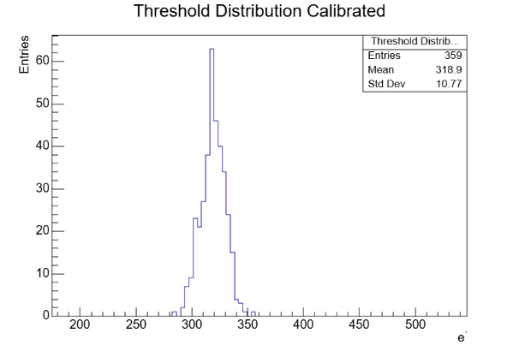 Threshold Distribution Calibrated
Entries
Threshold Distrib...
Entries 359
Mean 318.9
Std Dev 10.77
60
50
40
30
20
10
0
200 250 300 350 400 450 500
e-